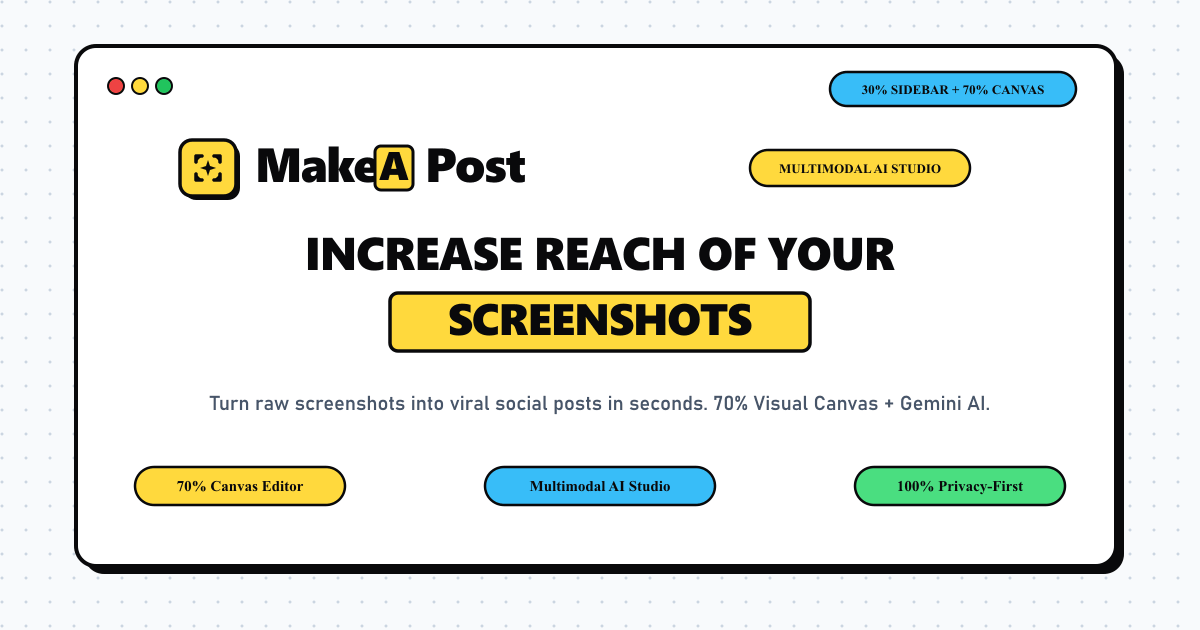 30% SIDEBAR + 70% CANVAS
MakeA Post
MULTIMODAL AI STUDIO
INCREASE REACH OF YOUR
SCREENSHOTS
Turn raw screenshots into viral social posts in seconds. 70% Visual Canvas + Gemini AI.
70% Canvas Editor
Multimodal AI Studio
100% Privacy-First